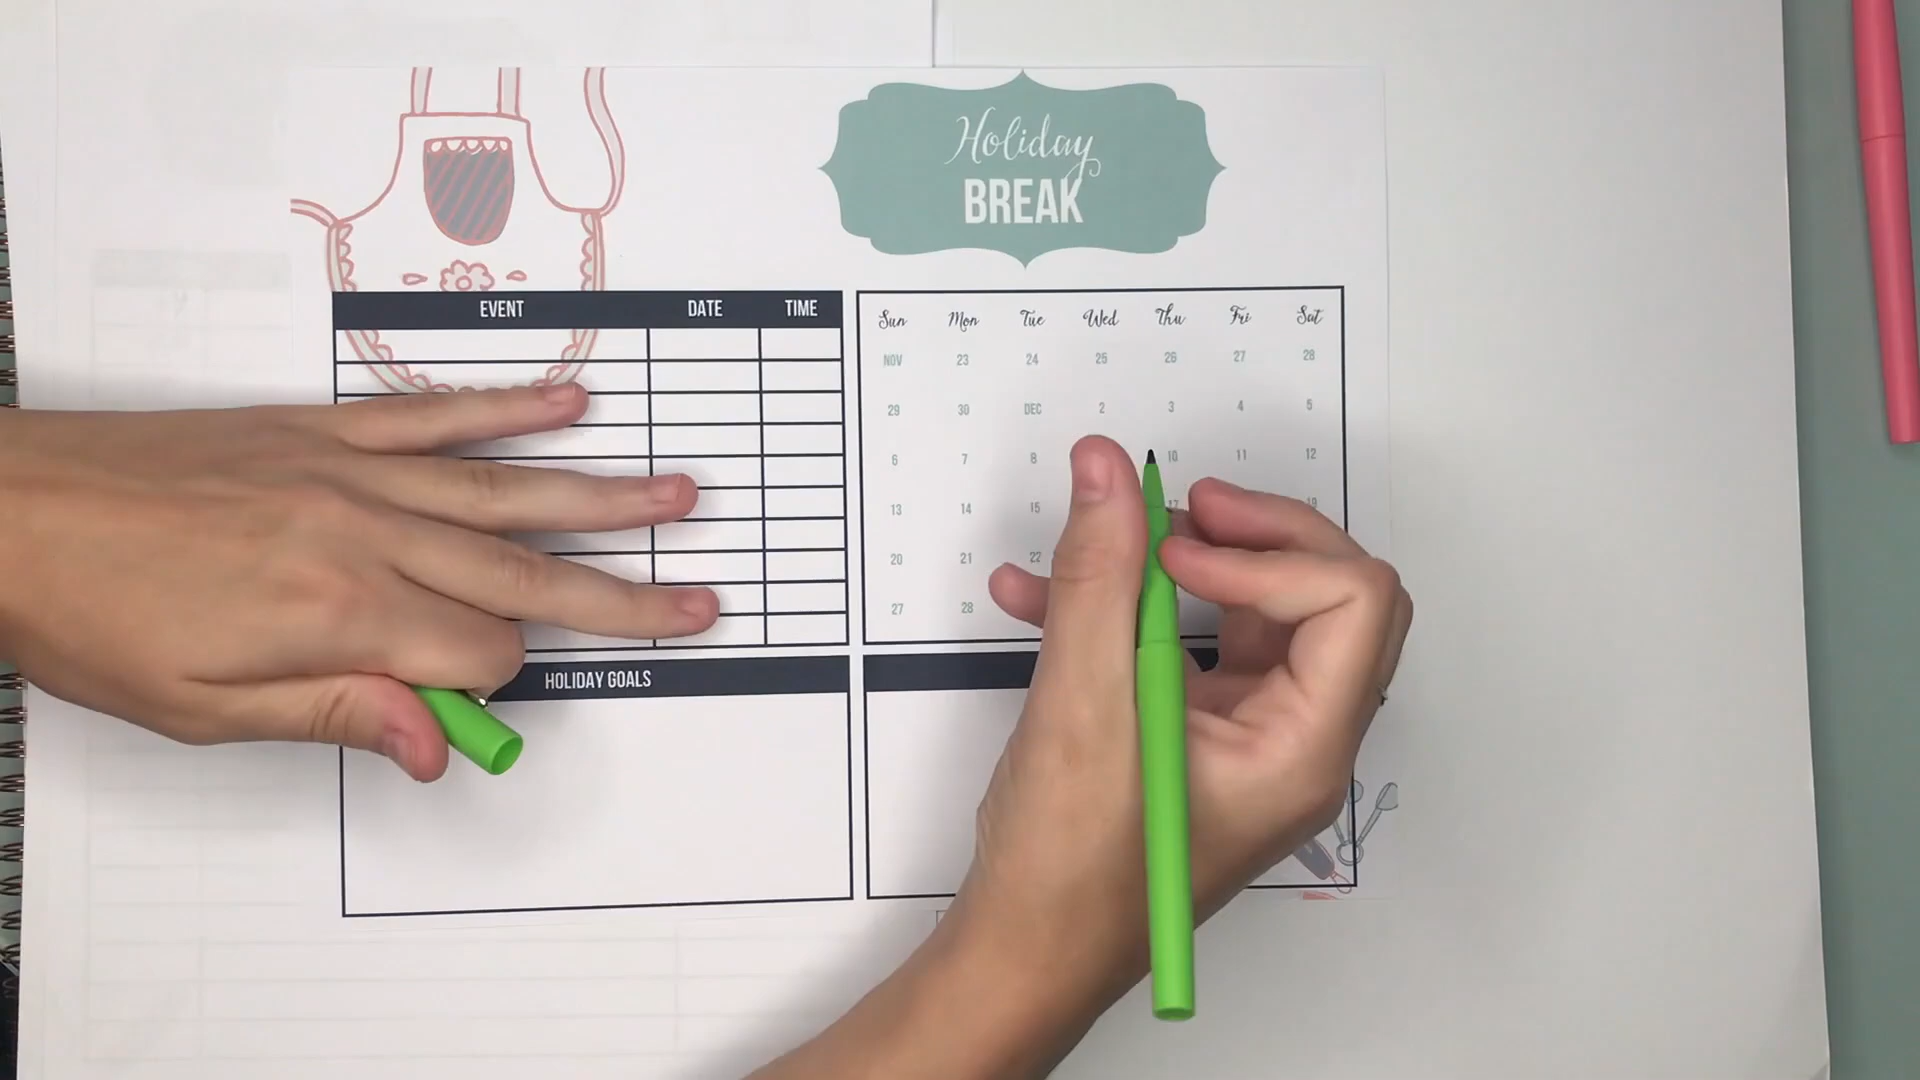 Holiday
BREAK
EVENT DATE TIME
Sun Mon Tue Wed Thu Fri Sat
NOV 23 24 25 26 27 28
29 30 DEC 2 3 4 5
6 7 8 10 11 12
13 14 15 17 19
20 21 22
27 28
HOLIDAY GOALS